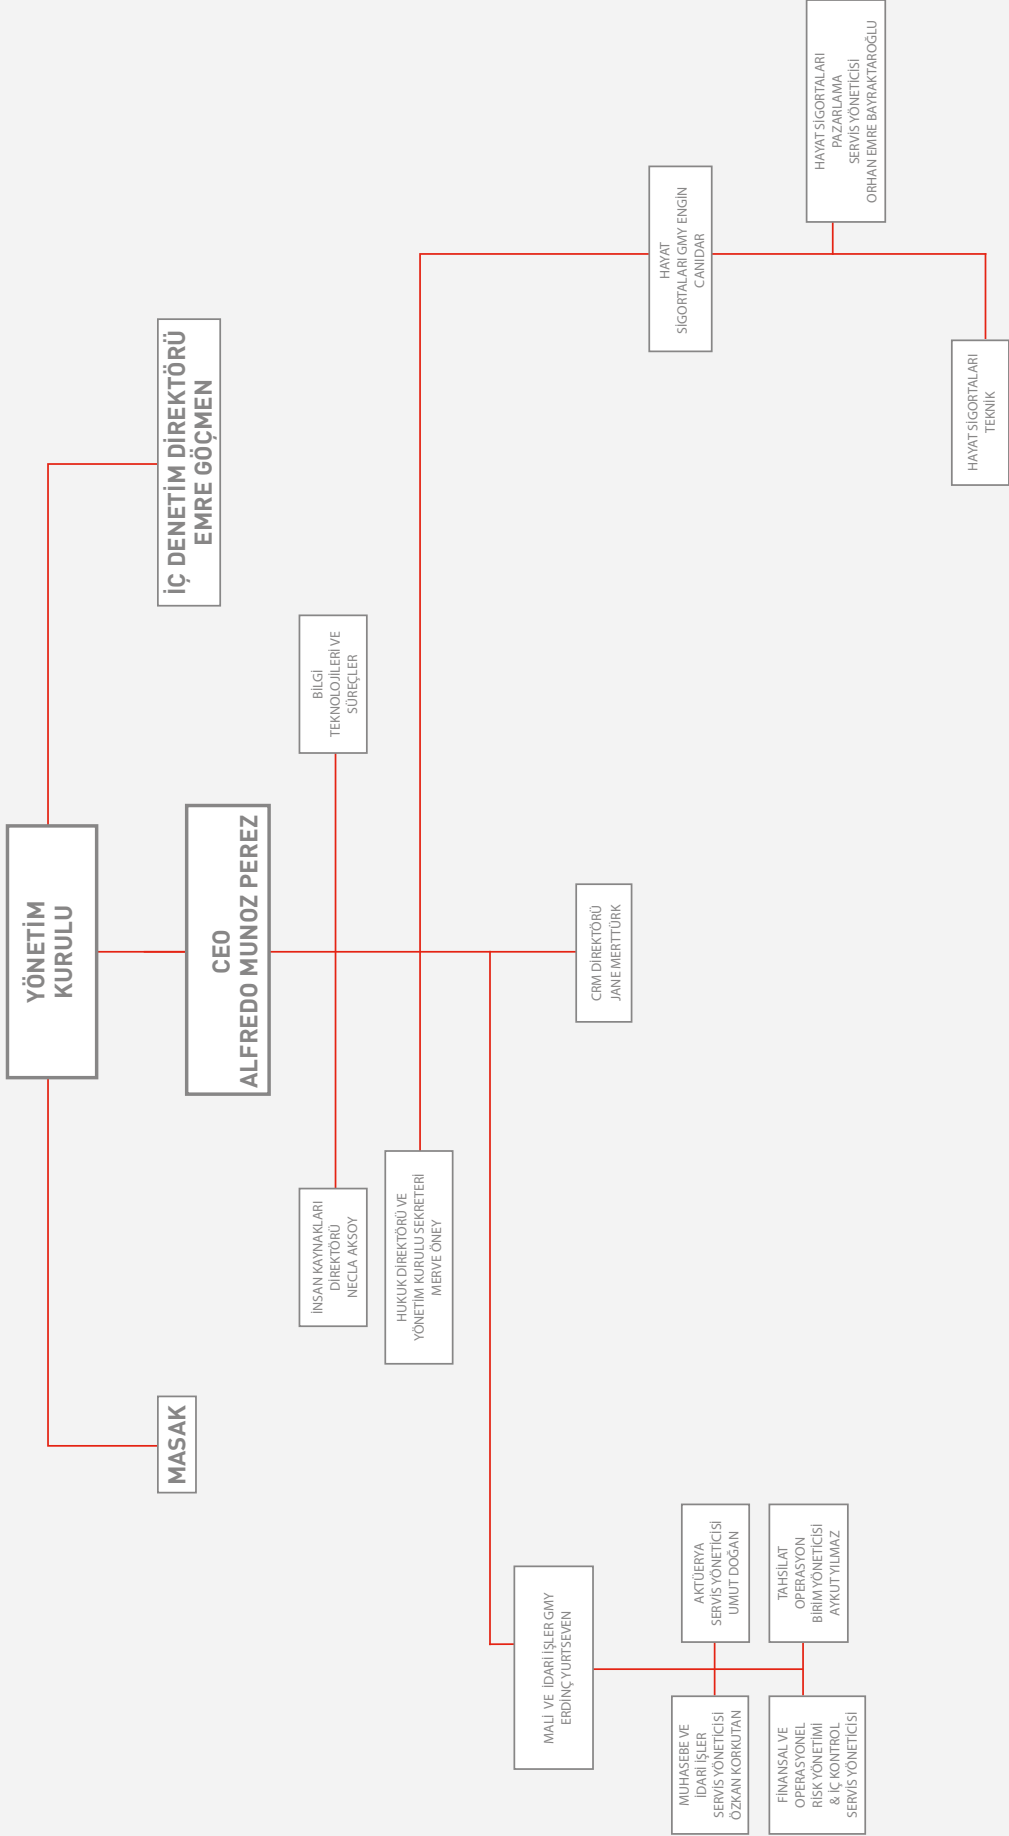 YÖNETİM
KURULU
MASAK
İÇ DENETİM DİREKTÖRÜ
EMRE GÖÇMEN
CEO
ALFREDO MUNOZ PEREZ
İNSAN KAYNAKLARI
DİREKTÖRÜ
NECLA AKSOY
BİLGİ
TEKNOLOJİLERİ VE
SÜREÇLER
HUKUK DİREKTÖRÜ VE
YÖNETİM KURULU SEKRETERİ
MERVE ÖNEY
MALİ VE İDARİ İŞLER GMY
ERDİNÇ YURTSEVEN
CRM DİREKTÖRÜ
JANE MERTTÜRK
HAYAT
SİGORTALARI GMY ENGİN
CANIDAR
MUHASEBE VE
İDARİ İŞLER
SERVİS YÖNETİCİSİ
ÖZKAN KORKUTAN
AKTÜERYA
SERVİS YÖNETİCİSİ
UMUT DOĞAN
FİNANSAL VE
OPERASYONEL
RİSK YÖNETİMİ
& İÇ KONTROL
SERVİS YÖNETİCİSİ
TAHSİLAT
OPERASYON
BİRİM YÖNETİCİSİ
AYKUT YILMAZ
HAYAT SİGORTALARI
PAZARLAMA
SERVİS YÖNETİCİSİ
ORHAN EMRE BAYRAKTAROĞLU
HAYAT SİGORTALARI
TEKNİK